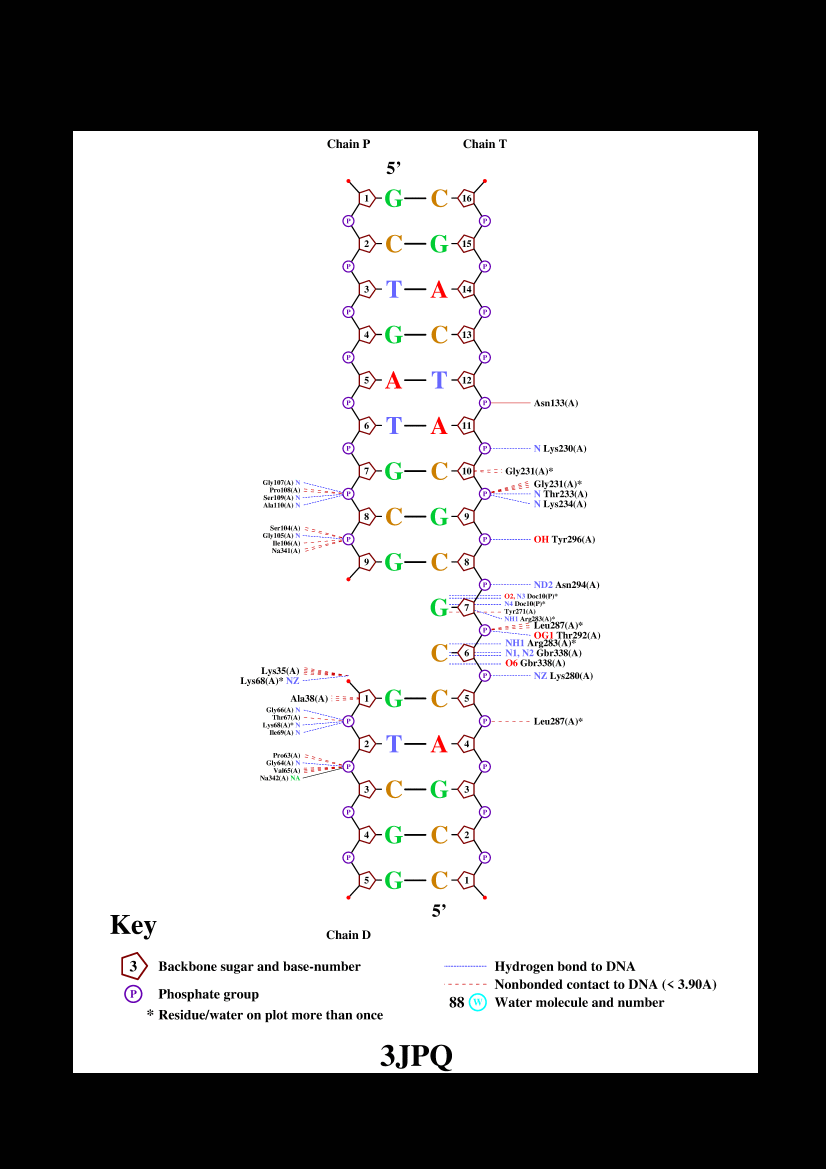 Chain P Chain T
5’
1 G C 16
P P
2 C G 15
P P
3 T A 14
P P
4 G C 13
P P
5 A T 12
P P Asn133(A)
6 T A 11
P P N Lys230(A)
7 G C 10 Gly231(A)*
Gly107(A) N
Pro108(A)
Ser109(A) N
Ala110(A) N
P P
Gly231(A)*
N Thr233(A)
N Lys234(A)
8 C G 9
Ser104(A)
Gly105(A) N
Ile106(A)
Na341(A)
P P OH Tyr296(A)
9 G C 8
P ND2 Asn294(A)
G 7
O2, N3 Doc10(P)*
N4 Doc10(P)*
Tyr271(A)
NH1 Arg283(A)*
P Leu287(A)*
OG1 Thr292(A)
C 6
NH1 Arg283(A)*
N1, N2 Gbr338(A)
O6 Gbr338(A)
Lys35(A)
Lys68(A)* NZ
P NZ Lys280(A)
Ala38(A) 1 G C 5
Gly66(A) N
Thr67(A)
Lys68(A)* N
Ile69(A) N
P P Leu287(A)*
2 T A 4
Pro63(A)
Gly64(A) N
Val65(A)
Na342(A) NA
P P
3 C G 3
P P
4 G C 2
P P
5 G C 1
5’
Key
Chain D
3 Backbone sugar and base-number
P Phosphate group
* Residue/water on plot more than once
Hydrogen bond to DNA
Nonbonded contact to DNA (< 3.90A)
88 W Water molecule and number
3JPQ